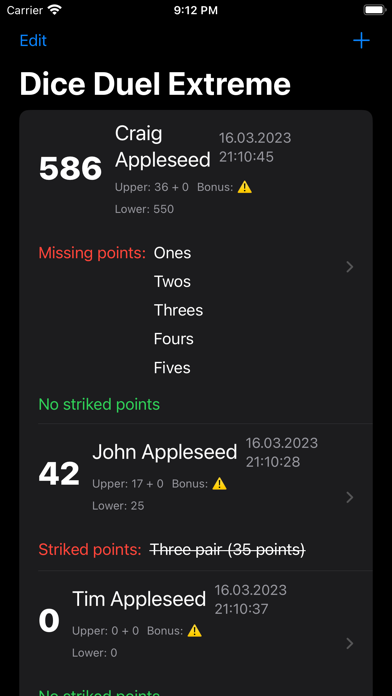 Carrier 9:12 PM
Edit +
Dice Duel Extreme
Craig
Appleseed
16.03.2023
21:10:45
586
Upper: 36 + 0 Bonus: ⚠️
Lower: 550
Missing points: Ones
Twos
Threes
Fours
Fives
No striked points
John Appleseed
16.03.2023
21:10:28
42
Upper: 17 + 0 Bonus: ⚠️
Lower: 25
Striked points: Three pair (35 points)
Tim Appleseed
16.03.2023
21:10:37
0
Upper: 0 + 0 Bonus: ⚠️
Lower: 0
No striked points